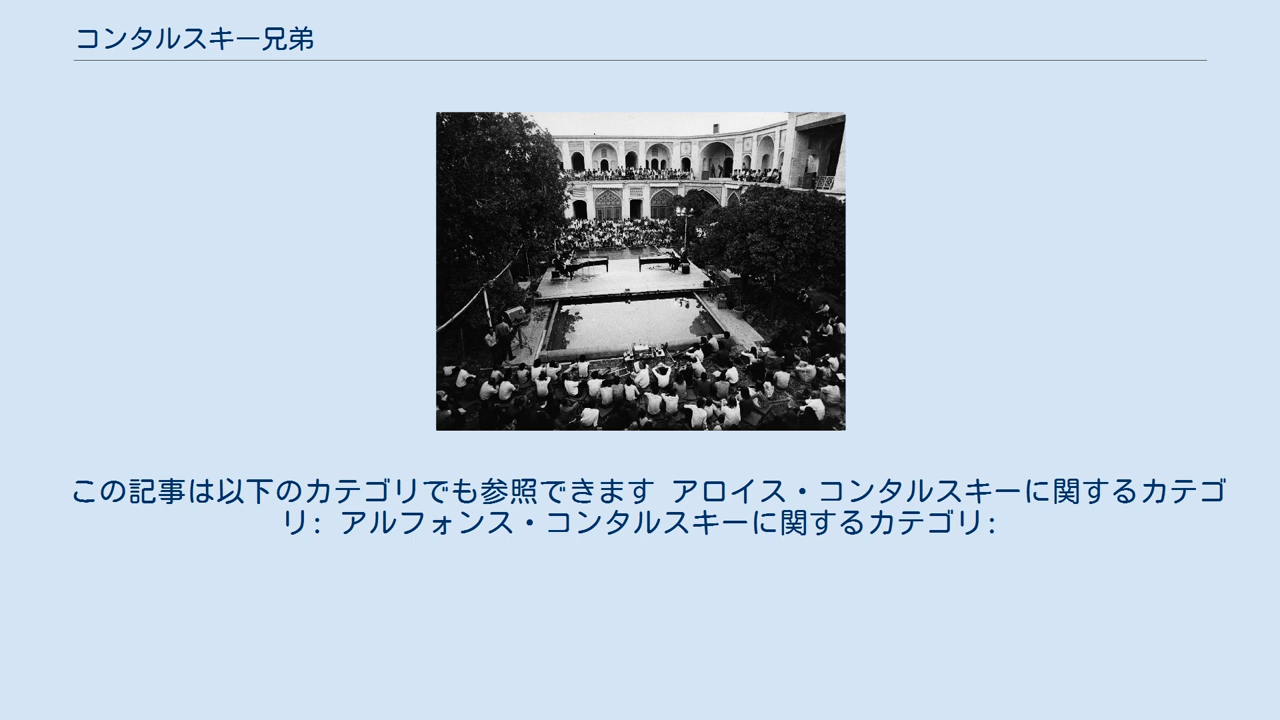 コンタルスキー兄弟
この記事は以下のカテゴリでも参照できます アロイス・コンタルスキーに関するカテゴ
リ: アルフォンス・コンタルスキーに関するカテゴリ: